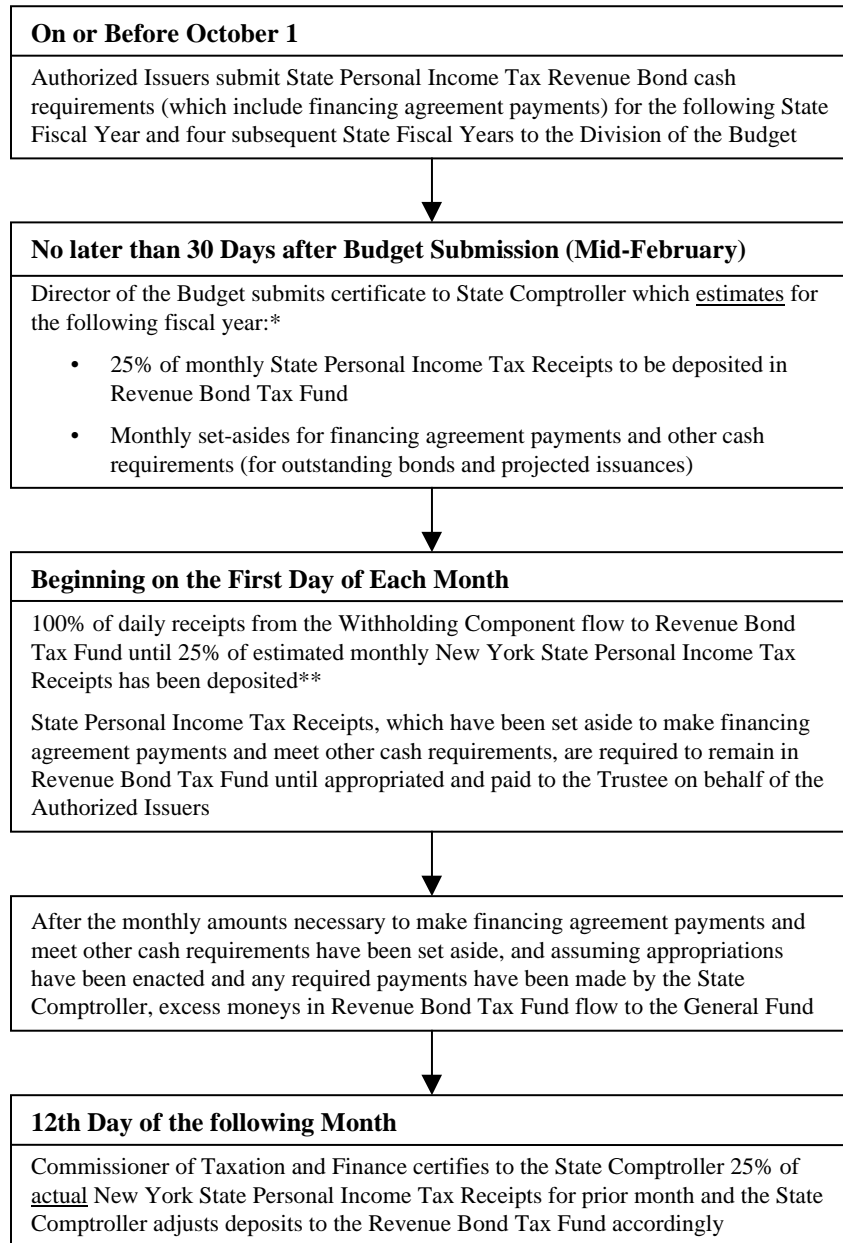 On or Before October 1
Authorized Issuers submit State Personal Income Tax Revenue Bond cash
requirements (which include financing agreement payments) for the following State
Fiscal Year and four subsequent State Fiscal Years to the Division of the Budget
No later than 30 Days after Budget Submission (Mid-February)
Director of the Budget submits certificate to State Comptroller which estimates for
the following fiscal year:*
• 25% of monthly State Personal Income Tax Receipts to be deposited in
Revenue Bond Tax Fund
• Monthly set-asides for financing agreement payments and other cash
requirements (for outstanding bonds and projected issuances)
Beginning on the First Day of Each Month
100% of daily receipts from the Withholding Component flow to Revenue Bond
Tax Fund until 25% of estimated monthly New York State Personal Income Tax
Receipts has been deposited**
State Personal Income Tax Receipts, which have been set aside to make financing
agreement payments and meet other cash requirements, are required to remain in
Revenue Bond Tax Fund until appropriated and paid to the Trustee on behalf of the
Authorized Issuers
After the monthly amounts necessary to make financing agreement payments and
meet other cash requirements have been set aside, and assuming appropriations
have been enacted and any required payments have been made by the State
Comptroller, excess moneys in Revenue Bond Tax Fund flow to the General Fund
12th Day of the following Month
Commissioner of Taxation and Finance certifies to the State Comptroller 25% of
actual New York State Personal Income Tax Receipts for prior month and the State
Comptroller adjusts deposits to the Revenue Bond Tax Fund accordingly